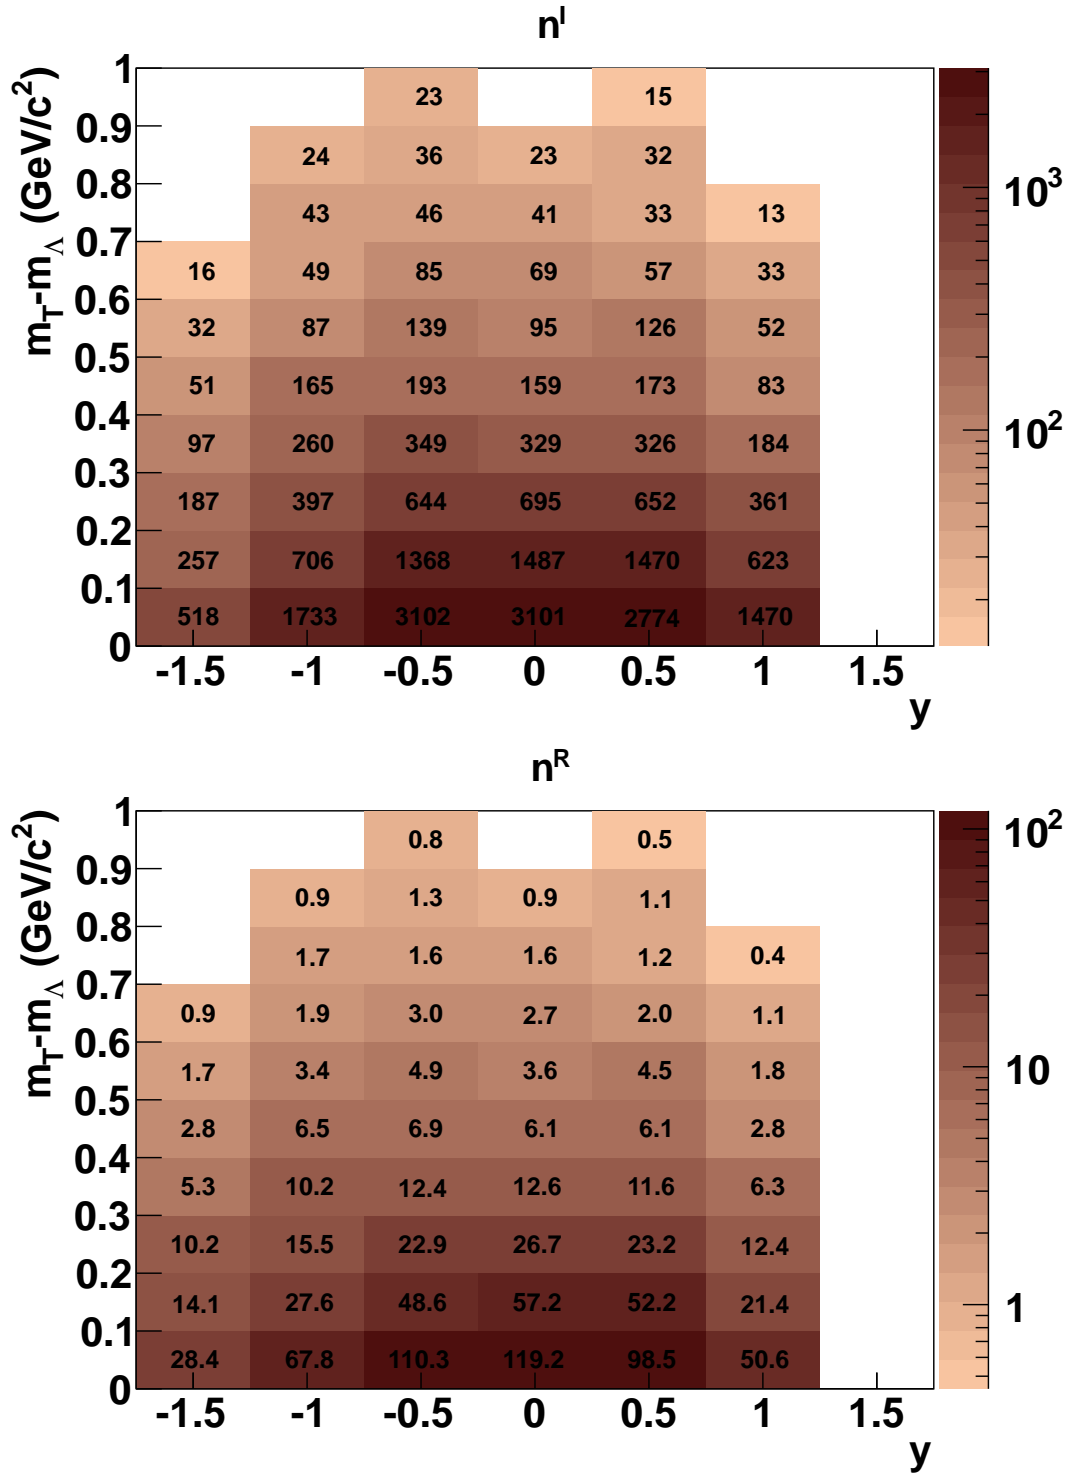 n^I
m_T-m_Λ (GeV/c^2)
1 23 15
0.9 24 36 23 32
0.8 43 46 41 33 13 10^3
0.7 16 49 85 69 57 33
0.6 32 87 139 95 126 52
0.5 51 165 193 159 173 83
0.4 97 260 349 329 326 184 10^2
0.3 187 397 644 695 652 361
0.2 257 706 1368 1487 1470 623
0.1 518 1733 3102 3101 2774 1470
0
-1.5 -1 -0.5 0 0.5 1 1.5
y
n^R
m_T-m_Λ (GeV/c^2)
1 0.8 0.5 10^2
0.9 0.9 1.3 0.9 1.1
0.8 1.7 1.6 1.6 1.2 0.4
0.7 0.9 1.9 3.0 2.7 2.0 1.1
0.6 1.7 3.4 4.9 3.6 4.5 1.8 10
0.5 2.8 6.5 6.9 6.1 6.1 2.8
0.4 5.3 10.2 12.4 12.6 11.6 6.3
0.3 10.2 15.5 22.9 26.7 23.2 12.4
0.2 14.1 27.6 48.6 57.2 52.2 21.4 1
0.1 28.4 67.8 110.3 119.2 98.5 50.6
0
-1.5 -1 -0.5 0 0.5 1 1.5
y